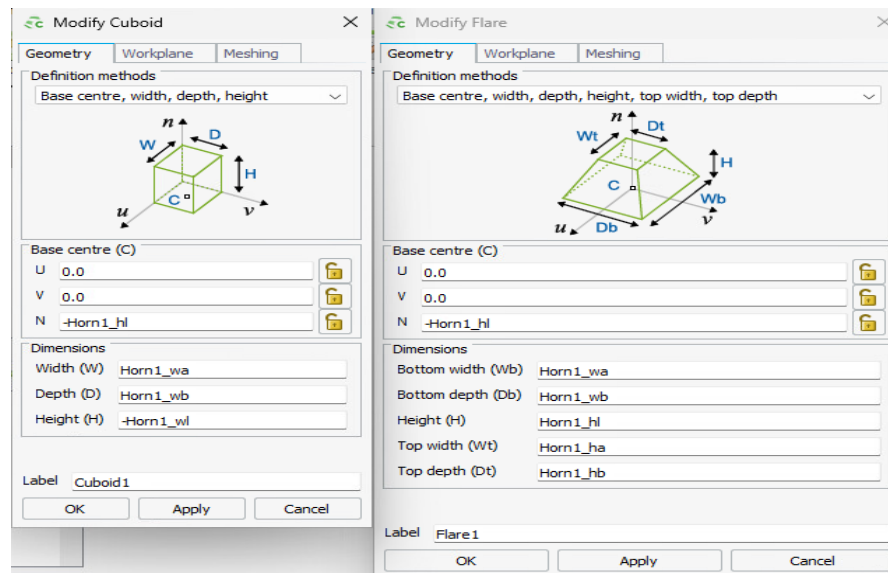 Modify Cuboid
Geometry Workplane Meshing
Definition methods
Base centre, width, depth, height
n
W
D
H
C
u
v
Base centre (C)
U 0.0
V 0.0
N -Horn1_hl
Dimensions
Width (W) Horn1_wa
Depth (D) Horn1_wb
Height (H) -Horn1_wl
Label Cuboid1
OK Apply Cancel
Modify Flare
Geometry Workplane Meshing
Definition methods
Base centre, width, depth, height, top width, top depth
n
Wt
Dt
H
C
Wb
u
Db
v
Base centre (C)
U 0.0
V 0.0
N -Horn1_hl
Dimensions
Bottom width (Wb) Horn1_wa
Bottom depth (Db) Horn1_wb
Height (H) Horn1_hl
Top width (Wt) Horn1_ha
Top depth (Dt) Horn1_hb
Label Flare1
OK Apply Cancel